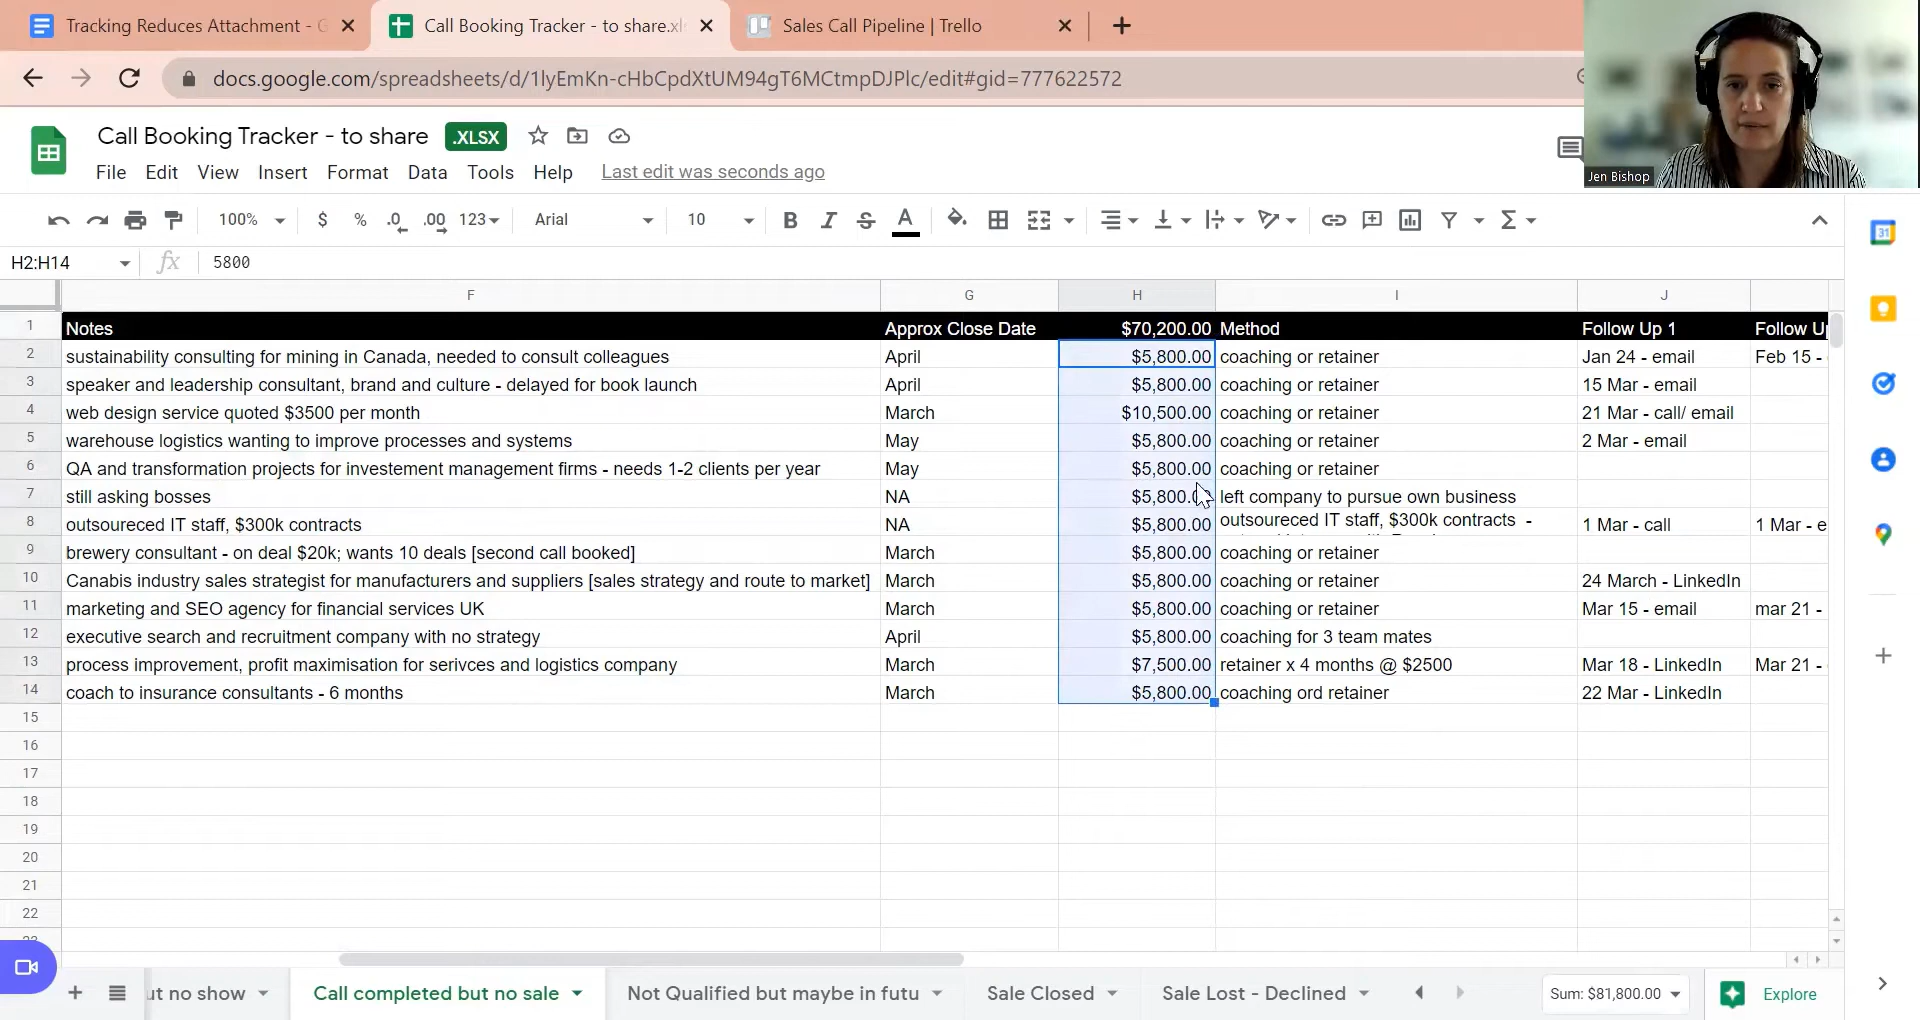 Tracking Reduces Attachment - G
Call Booking Tracker - to share.xl
Sales Call Pipeline | Trello
docs.google.com/spreadsheets/d/1lyEmKn-cHbCpdXtUM94gT6MCtmpDJPlc/edit#gid=777622572
Call Booking Tracker - to share .XLSX
File Edit View Insert Format Data Tools Help Last edit was seconds ago
Jen Bishop
100% $ % .0 .00 123 Arial 10 B I S A
H2:H14 fx 5800
F G H I J
1 Notes Approx Close Date $70,200.00 Method Follow Up 1 Follow U
2 sustainability consulting for mining in Canada, needed to consult colleagues April $5,800.00 coaching or retainer Jan 24 - email Feb 15 -
3 speaker and leadership consultant, brand and culture - delayed for book launch April $5,800.00 coaching or retainer 15 Mar - email
4 web design service quoted $3500 per month March $10,500.00 coaching or retainer 21 Mar - call/ email
5 warehouse logistics wanting to improve processes and systems May $5,800.00 coaching or retainer 2 Mar - email
6 QA and transformation projects for investement management firms - needs 1-2 clients per year May $5,800.00 coaching or retainer
7 still asking bosses NA $5,800.0 left company to pursue own business
8 outsoureced IT staff, $300k contracts NA $5,800.00 outsoureced IT staff, $300k contracts - 1 Mar - call 1 Mar - e
9 brewery consultant - on deal $20k; wants 10 deals [second call booked] March $5,800.00 coaching or retainer
10 Canabis industry sales strategist for manufacturers and suppliers [sales strategy and route to market] March $5,800.00 coaching or retainer 24 March - LinkedIn
11 marketing and SEO agency for financial services UK March $5,800.00 coaching or retainer Mar 15 - email mar 21 -
12 executive search and recruitment company with no strategy April $5,800.00 coaching for 3 team mates
13 process improvement, profit maximisation for serivces and logistics company March $7,500.00 retainer x 4 months @ $2500 Mar 18 - LinkedIn Mar 21 -
14 coach to insurance consultants - 6 months March $5,800.00 coaching ord retainer 22 Mar - LinkedIn
15
16
17
18
19
20
21
22
23
ut no show Call completed but no sale Not Qualified but maybe in futu Sale Closed Sale Lost - Declined Sum: $81,800.00 Explore
31